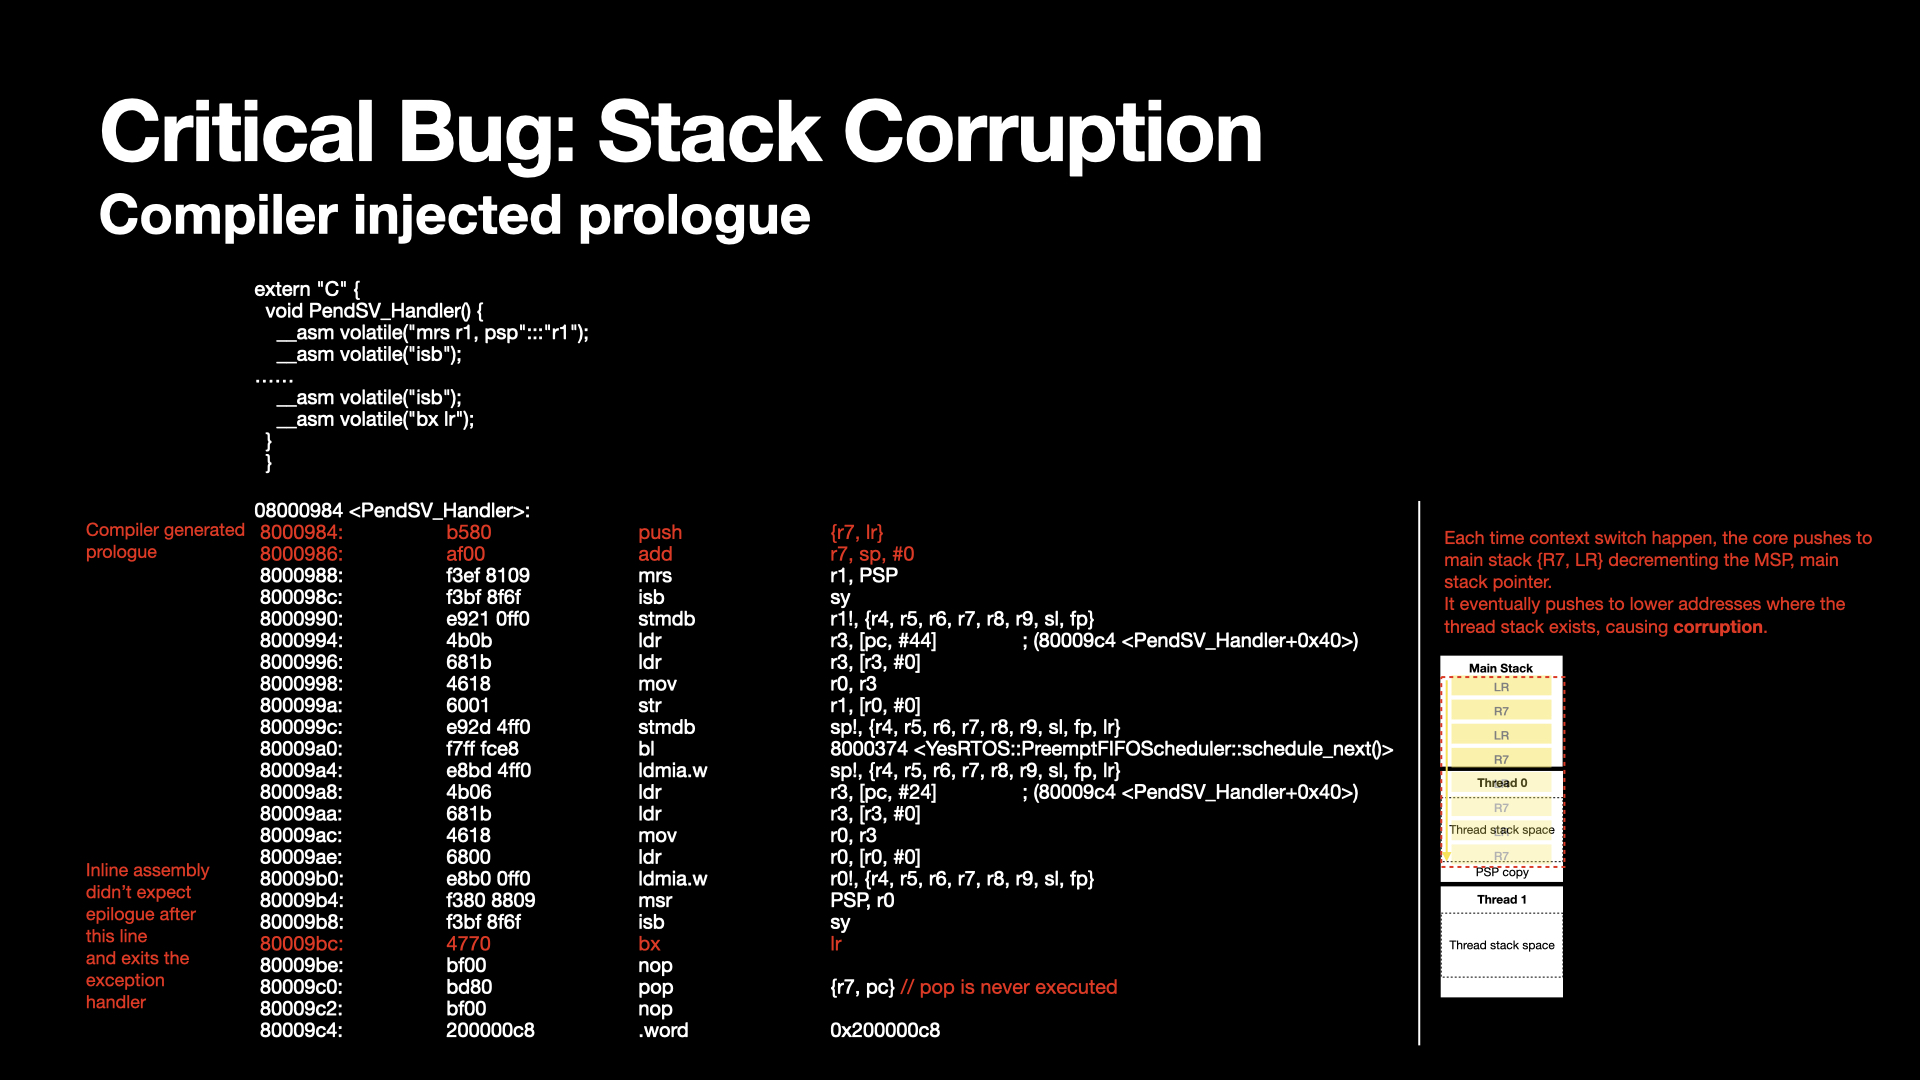 Critical Bug: Stack Corruption
Compiler injected prologue
extern "C" {
void PendSV_Handler() {
__asm volatile("mrs r1, psp":::"r1");
__asm volatile("isb");
......
__asm volatile("isb");
__asm volatile("bx lr");
}
}
08000984 <PendSV_Handler>:
Compiler generated
prologue
8000984: b580 push {r7, lr}
8000986: af00 add r7, sp, #0
8000988: f3ef 8109 mrs r1, PSP
800098c: f3bf 8f6f isb sy
8000990: e921 0ff0 stmdb r1!, {r4, r5, r6, r7, r8, r9, sl, fp}
8000994: 4b0b ldr r3, [pc, #44] ; (80009c4 <PendSV_Handler+0x40>)
8000996: 681b ldr r3, [r3, #0]
8000998: 4618 mov r0, r3
800099a: 6001 str r1, [r0, #0]
800099c: e92d 4ff0 stmdb sp!, {r4, r5, r6, r7, r8, r9, sl, fp, lr}
80009a0: f7ff fce8 bl 8000374 <YesRTOS::PreemptFIFOScheduler::schedule_next()>
80009a4: e8bd 4ff0 ldmia.w sp!, {r4, r5, r6, r7, r8, r9, sl, fp, lr}
80009a8: 4b06 ldr r3, [pc, #24] ; (80009c4 <PendSV_Handler+0x40>)
80009aa: 681b ldr r3, [r3, #0]
80009ac: 4618 mov r0, r3
80009ae: 6800 ldr r0, [r0, #0]
80009b0: e8b0 0ff0 ldmia.w r0!, {r4, r5, r6, r7, r8, r9, sl, fp}
80009b4: f380 8809 msr PSP, r0
80009b8: f3bf 8f6f isb sy
80009bc: 4770 bx lr
80009be: bf00 nop
80009c0: bd80 pop {r7, pc} // pop is never executed
80009c2: bf00 nop
80009c4: 200000c8 .word 0x200000c8
Inline assembly
didn't expect
epilogue after
this line
and exits the
exception
handler
Each time context switch happen, the core pushes to
main stack {R7, LR} decrementing the MSP, main
stack pointer.
It eventually pushes to lower addresses where the
thread stack exists, causing corruption.
Main Stack
LR
R7
LR
R7
Thread 0
LR
R7
Thread stack space
LR
R7
PSP copy
Thread 1
Thread stack space